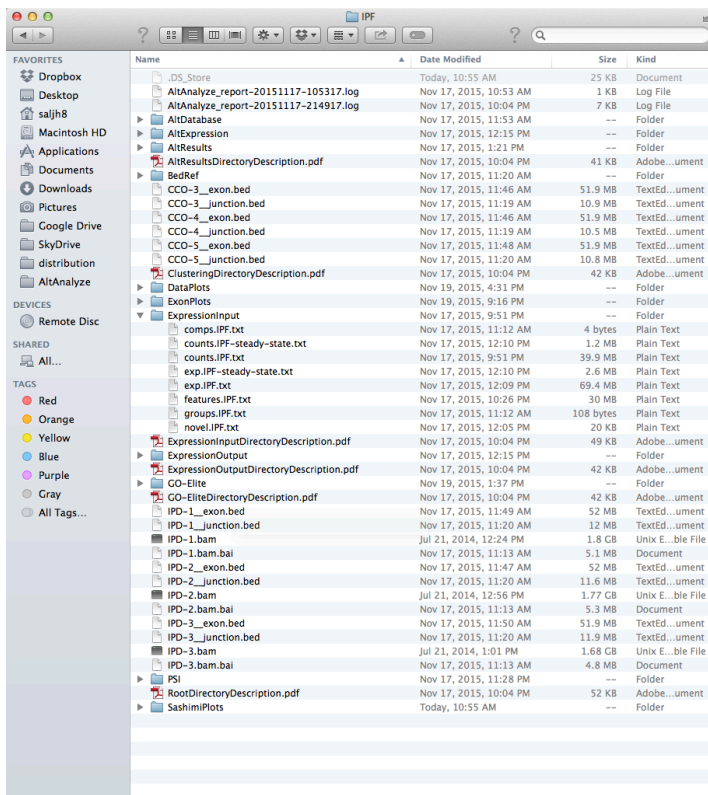 IPF
FAVORITES
Dropbox
Desktop
saljh8
Macintosh HD
Applications
Documents
Downloads
Pictures
Google Drive
SkyDrive
distribution
AltAnalyze
DEVICES
Remote Disc
SHARED
All...
TAGS
Red
Orange
Yellow
Blue
Purple
Gray
All Tags...
Name Date Modified Size Kind
.DS_Store Today, 10:55 AM 25 KB Document
AltAnalyze_report-20151117-105317.log Nov 17, 2015, 10:53 AM 1 KB Log File
AltAnalyze_report-20151117-214917.log Nov 17, 2015, 10:04 PM 7 KB Log File
AltDatabase Nov 17, 2015, 11:53 AM -- Folder
AltExpression Nov 17, 2015, 12:15 PM -- Folder
AltResults Nov 17, 2015, 1:21 PM -- Folder
AltResultsDirectoryDescription.pdf Nov 17, 2015, 10:04 PM 41 KB Adobe...ument
BedRef Nov 17, 2015, 11:20 AM -- Folder
CCO-3__exon.bed Nov 17, 2015, 11:46 AM 51.9 MB TextEd...ument
CCO-3__junction.bed Nov 17, 2015, 11:19 AM 10.9 MB TextEd...ument
CCO-4__exon.bed Nov 17, 2015, 11:46 AM 51.9 MB TextEd...ument
CCO-4__junction.bed Nov 17, 2015, 11:19 AM 10.5 MB TextEd...ument
CCO-5__exon.bed Nov 17, 2015, 11:48 AM 51.9 MB TextEd...ument
CCO-5__junction.bed Nov 17, 2015, 11:20 AM 10.8 MB TextEd...ument
ClusteringDirectoryDescription.pdf Nov 17, 2015, 10:04 PM 42 KB Adobe...ument
DataPlots Nov 19, 2015, 4:31 PM -- Folder
ExonPlots Nov 19, 2015, 9:16 PM -- Folder
ExpressionInput Nov 17, 2015, 9:51 PM -- Folder
comps.IPF.txt Nov 17, 2015, 11:12 AM 4 bytes Plain Text
counts.IPF-steady-state.txt Nov 17, 2015, 12:10 PM 1.2 MB Plain Text
counts.IPF.txt Nov 17, 2015, 9:51 PM 39.9 MB Plain Text
exp.IPF-steady-state.txt Nov 17, 2015, 12:10 PM 2.6 MB Plain Text
exp.IPF.txt Nov 17, 2015, 12:09 PM 69.4 MB Plain Text
features.IPF.txt Nov 17, 2015, 10:26 PM 30 MB Plain Text
groups.IPF.txt Nov 17, 2015, 11:12 AM 108 bytes Plain Text
novel.IPF.txt Nov 17, 2015, 12:05 PM 20 KB Plain Text
ExpressionInputDirectoryDescription.pdf Nov 17, 2015, 10:04 PM 49 KB Adobe...ument
ExpressionOutput Nov 17, 2015, 12:15 PM -- Folder
ExpressionOutputDirectoryDescription.pdf Nov 17, 2015, 10:04 PM 42 KB Adobe...ument
GO-Elite Nov 19, 2015, 1:37 PM -- Folder
GO-EliteDirectoryDescription.pdf Nov 17, 2015, 10:04 PM 42 KB Adobe...ument
IPD-1__exon.bed Nov 17, 2015, 11:49 AM 52 MB TextEd...ument
IPD-1__junction.bed Nov 17, 2015, 11:20 AM 12 MB TextEd...ument
IPD-1.bam Jul 21, 2014, 12:24 PM 1.8 GB Unix E...ble File
IPD-1.bam.bai Nov 17, 2015, 11:13 AM 5.1 MB Document
IPD-2__exon.bed Nov 17, 2015, 11:47 AM 52 MB TextEd...ument
IPD-2__junction.bed Nov 17, 2015, 11:20 AM 11.6 MB TextEd...ument
IPD-2.bam Jul 21, 2014, 12:56 PM 1.77 GB Unix E...ble File
IPD-2.bam.bai Nov 17, 2015, 11:13 AM 5.3 MB Document
IPD-3__exon.bed Nov 17, 2015, 11:50 AM 51.9 MB TextEd...ument
IPD-3__junction.bed Nov 17, 2015, 11:20 AM 11.9 MB TextEd...ument
IPD-3.bam Jul 21, 2014, 1:01 PM 1.68 GB Unix E...ble File
IPD-3.bam.bai Nov 17, 2015, 11:13 AM 4.8 MB Document
PSI Nov 17, 2015, 11:28 PM -- Folder
RootDirectoryDescription.pdf Nov 17, 2015, 10:04 PM 52 KB Adobe...ument
SashimiPlots Today, 10:55 AM -- Folder